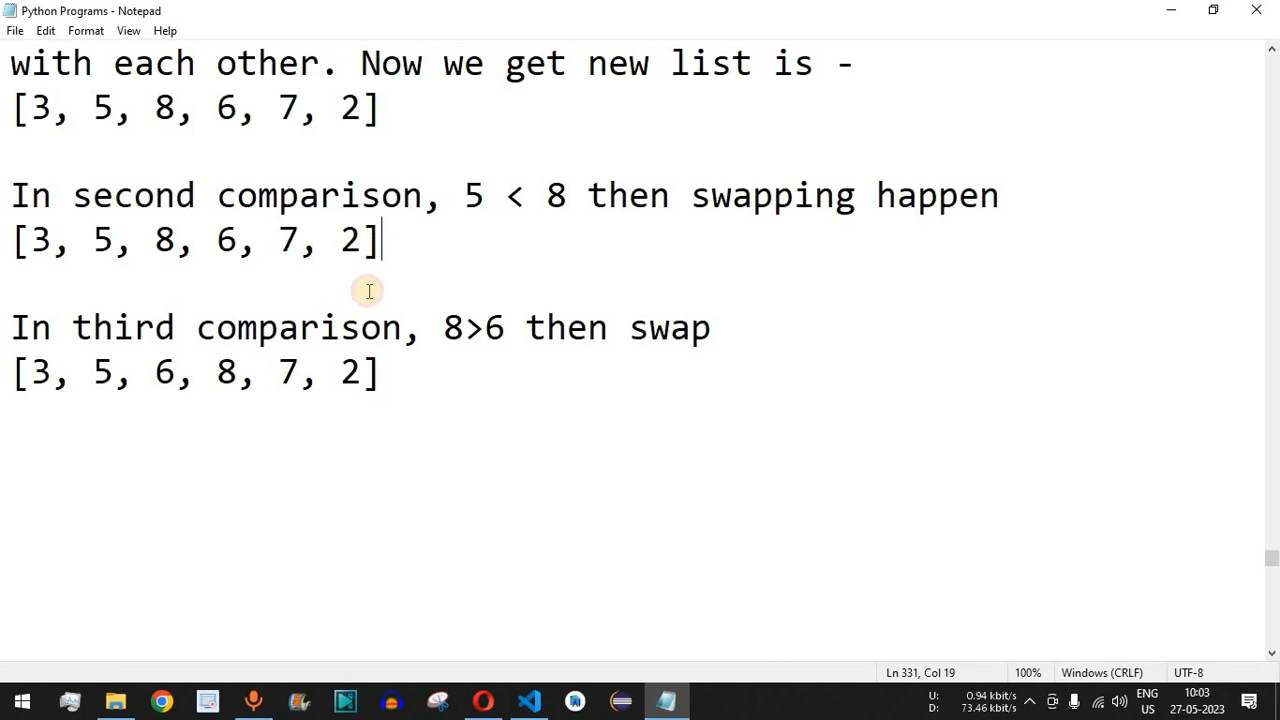 Python Programs - Notepad
File Edit Format View Help
with each other. Now we get new list is -
[3, 5, 8, 6, 7, 2]
In second comparison, 5 < 8 then swapping happen
[3, 5, 8, 6, 7, 2]
In third comparison, 8>6 then swap
[3, 5, 6, 8, 7, 2]
Ln 331, Col 19 100% Windows (CRLF) UTF-8
U: 0.94 kbit/s
D: 73.46 kbit/s
ENG
US
10:03
27-05-2023